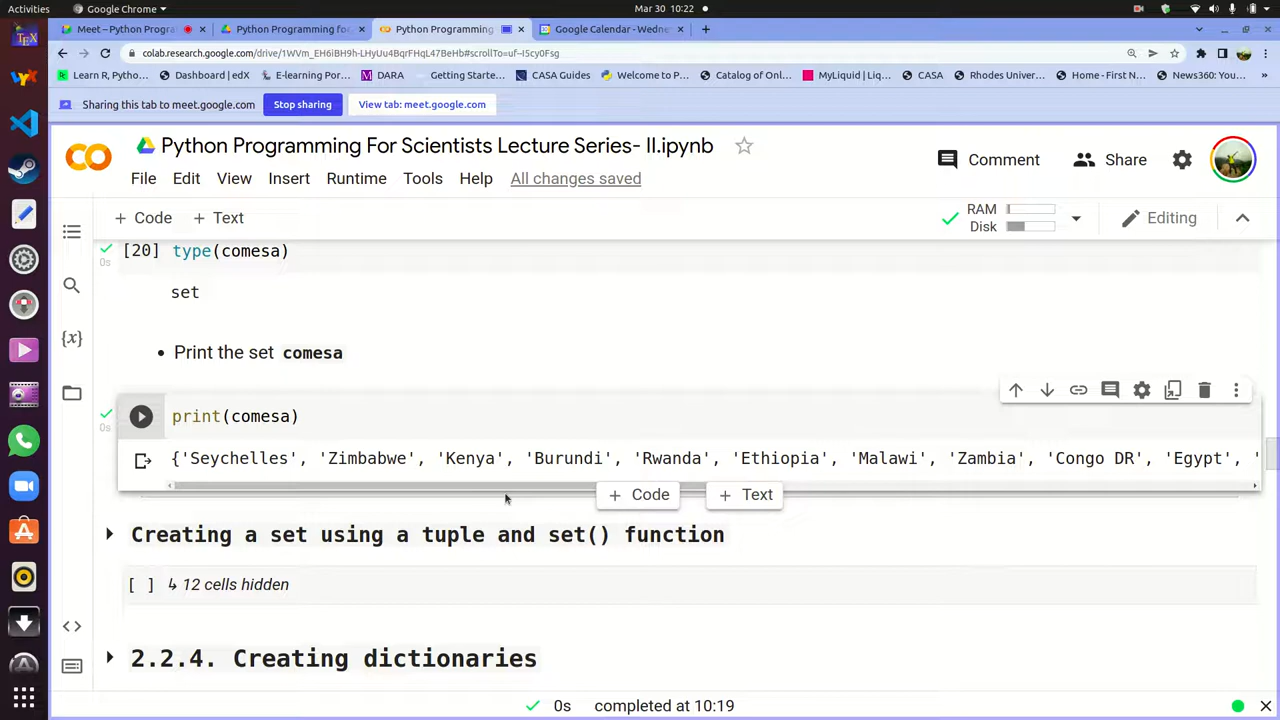 Activities
Google Chrome
Mar 30 10:22
Meet – Python Progra
Python Programming fo
Python Programming
Google Calendar - Wedne
colab.research.google.com/drive/1WVm_EH6iBH9h-LHyUu4BqrFHqL47BeHb#scrollTo=uf-IScy0Fsg
Learn R, Pytho...
Dashboard | edX
E-learning Por...
DARA
Getting Starte...
CASA Guides
Welcome to P...
Catalog of Onl...
MyLiquid | Liq...
CASA
Rhodes Univer...
Home - First N...
News360: You...
»
Sharing this tab to meet.google.com
Stop sharing
View tab: meet.google.com
Python Programming For Scientists Lecture Series- II.ipynb
Comment
Share
File Edit View Insert Runtime Tools Help All changes saved
+ Code + Text
RAM
Disk
Editing
[20] type(comesa)
0s
set
{x}
• Print the set comesa
print(comesa)
0s
{'Seychelles', 'Zimbabwe', 'Kenya', 'Burundi', 'Rwanda', 'Ethiopia', 'Malawi', 'Zambia', 'Congo DR', 'Egypt', '
+ Code + Text
Creating a set using a tuple and set() function
[ ] ↳ 12 cells hidden
2.2.4. Creating dictionaries
0s completed at 10:19